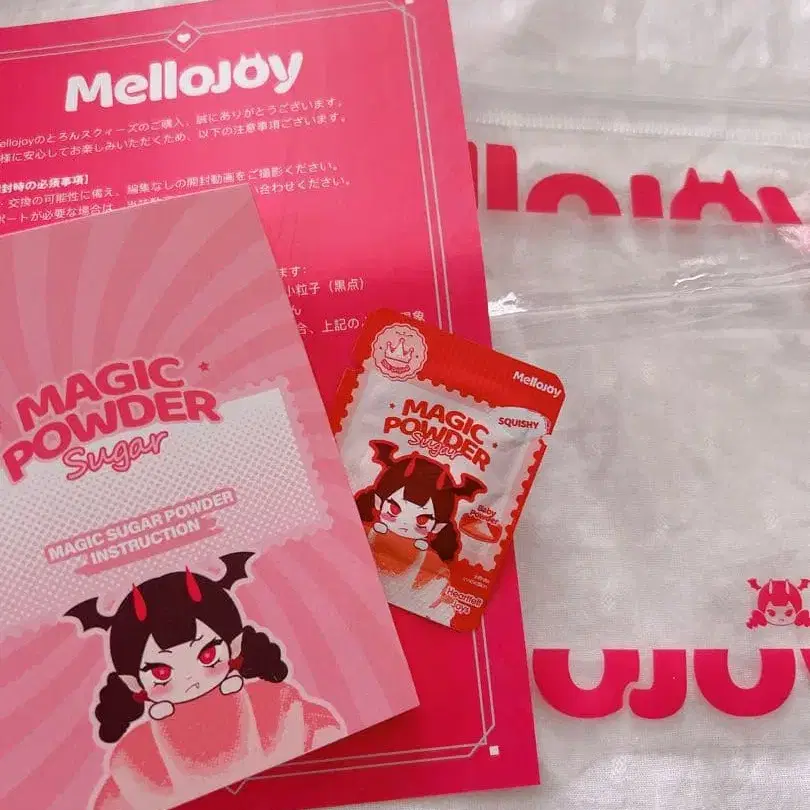 Mellojoy
Mellojoyのとろんスクィーズのご購入、誠にありがとうございます。
様に安心してお楽しみいただくため、以下の注意事項ございます。
封時の必須事項]
・交換の可能性に備え、編集なしの開封動画をご撮影ください。
ポートが必要な場合は、
い合わせください。
ます：
小粒子（黒点）
ん
合、上記の
MAGIC
POWDER
Sugar
MAGIC SUGAR POWDER
INSTRUCTION
Mellojoy
MAGIC
POWDER
Sugar
SQUISHY
Baby
Powder
Heartfelt
Joys
lloJoy
OJOY